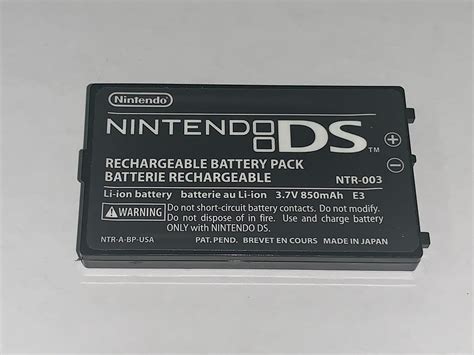 Nintendo
NINTENDO DS
RECHARGEABLE BATTERY PACK
BATTERIE RECHARGEABLE NTR-003
Li-ion battery batterie au Li-ion 3.7V 850mAh E3
Do not short-circuit battery contacts. Do not modify.
Do not dispose of in fire. Use and charge battery
ONLY with NINTENDO DS.
NTR-A-BP-USA PAT. PEND. BREVET EN COURS MADE IN JAPAN